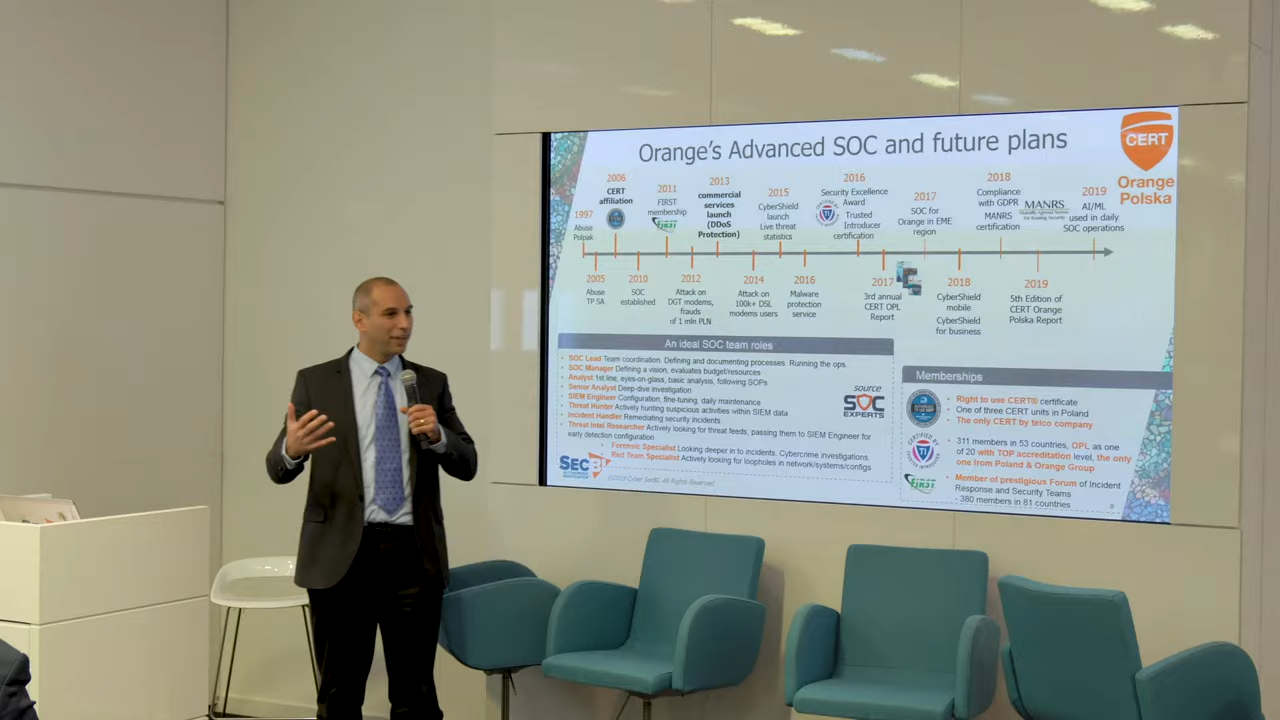 Orange's Advanced SOC and future plans
CERT
Orange
Polska
1997
Abuse
Polpak
2006
CERT
affiliation
2011
FIRST
membership
2013
commercial
services
launch
(DDoS
Protection)
2015
CyberShield
launch
Live threat
statistics
2016
Security Excellence
Award
Trusted
Introducer
certification
2017
SOC for
Orange in EME
region
2018
Compliance
with GDPR
MANRS
certification
MANRS
2019
AI/ML
used in daily
SOC operations
2005
Abuse
TP SA
2010
SOC
established
2012
Attack on
DGT modems,
frauds
of 1 mln PLN
2014
Attack on
100k+ DSL
modems users
2016
Malware
protection
service
2017
3rd annual
CERT OPL
Report
2018
CyberShield
mobile
CyberShield
for business
2019
5th Edition of
CERT Orange
Polska Report
An ideal SOC team roles
• SOC Lead Team coordination. Defining and documenting processes. Running the ops.
• SOC Manager Defining a vision, evaluates budget/resources
• Analyst 1st line, eyes-on-glass, basic analysis, following SOPs
• Senior Analyst Deep-dive investigation
• SIEM Engineer Configuration, fine-tuning, daily maintenance
• Threat Hunter Actively hunting suspicious activities within SIEM data
• Incident Handler Remediating security incidents
• Threat Intel Researcher Actively looking for threat feeds, passing them to SIEM Engineer for
early detection configuration
• Forensic Specialist Looking deeper in to incidents. Cybercrime investigations.
• Red Team Specialist Actively looking for loopholes in network/systems/configs
source
SOC
EXPERTS
SECBI
©2019 Cyber SecBI. All Rights Reserved.
Memberships
• Right to use CERT® certificate
• One of three CERT units in Poland
• The only CERT by telco company
• 311 members in 53 countries, OPL as one
of 20 with TOP accreditation level, the only
one from Poland & Orange Group
• Member of prestigious Forum of Incident
Response and Security Teams
- 380 members in 81 countries
FIRST